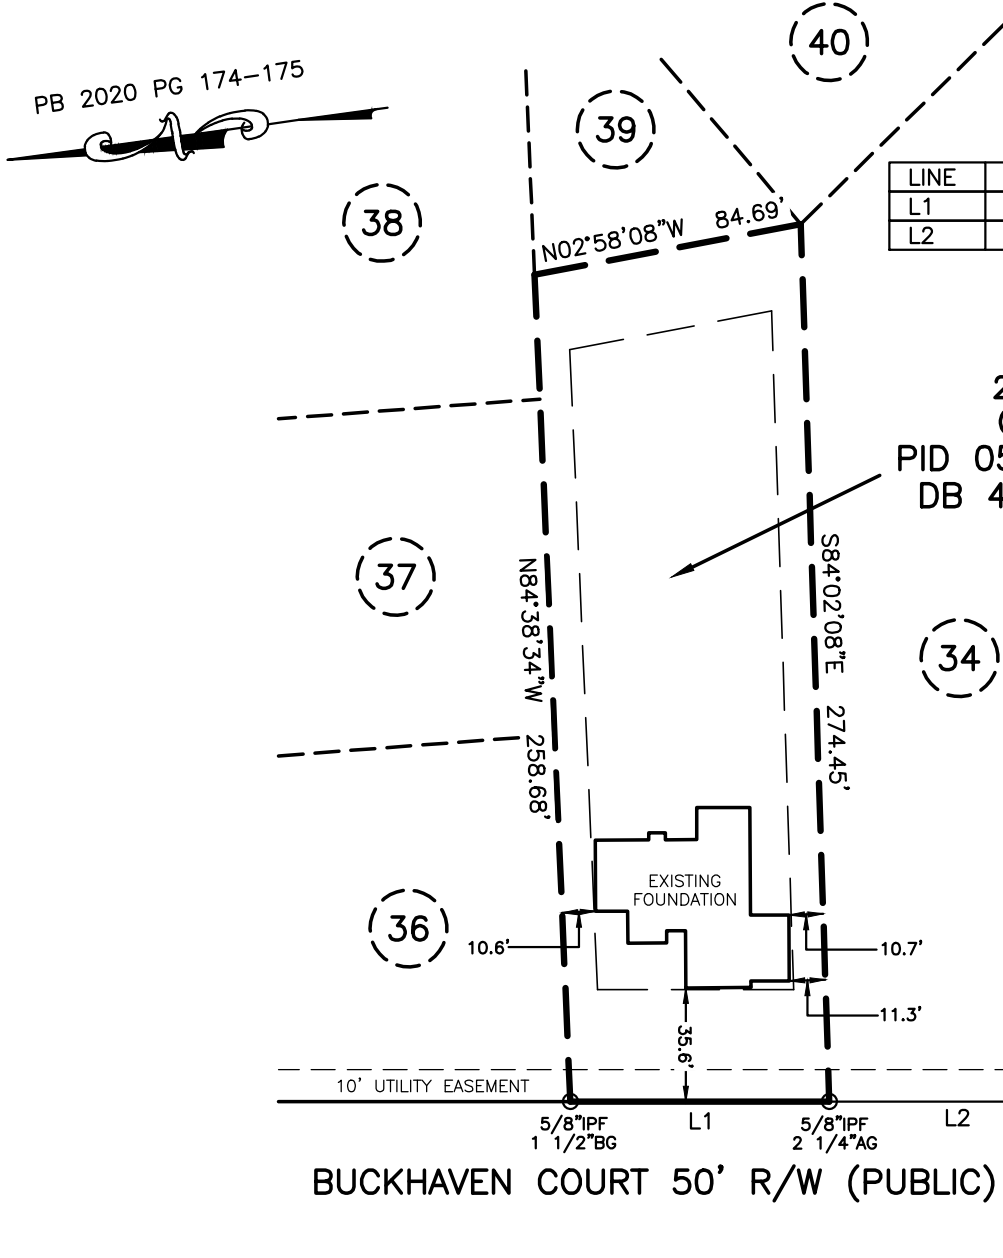 PB 2020 PG 174-175
40
39
38
LINE
L1
L2
N02°58'08"W 84.69'
PID 05
DB 4
37
N84°38'34"W 258.68'
S84°02'08"E 274.45'
34
EXISTING
FOUNDATION
36
10.6'
10.7'
11.3'
35.6'
10' UTILITY EASEMENT
5/8"IPF
1 1/2"BG
L1
5/8"IPF
2 1/4"AG
L2
BUCKHAVEN COURT 50' R/W (PUBLIC)